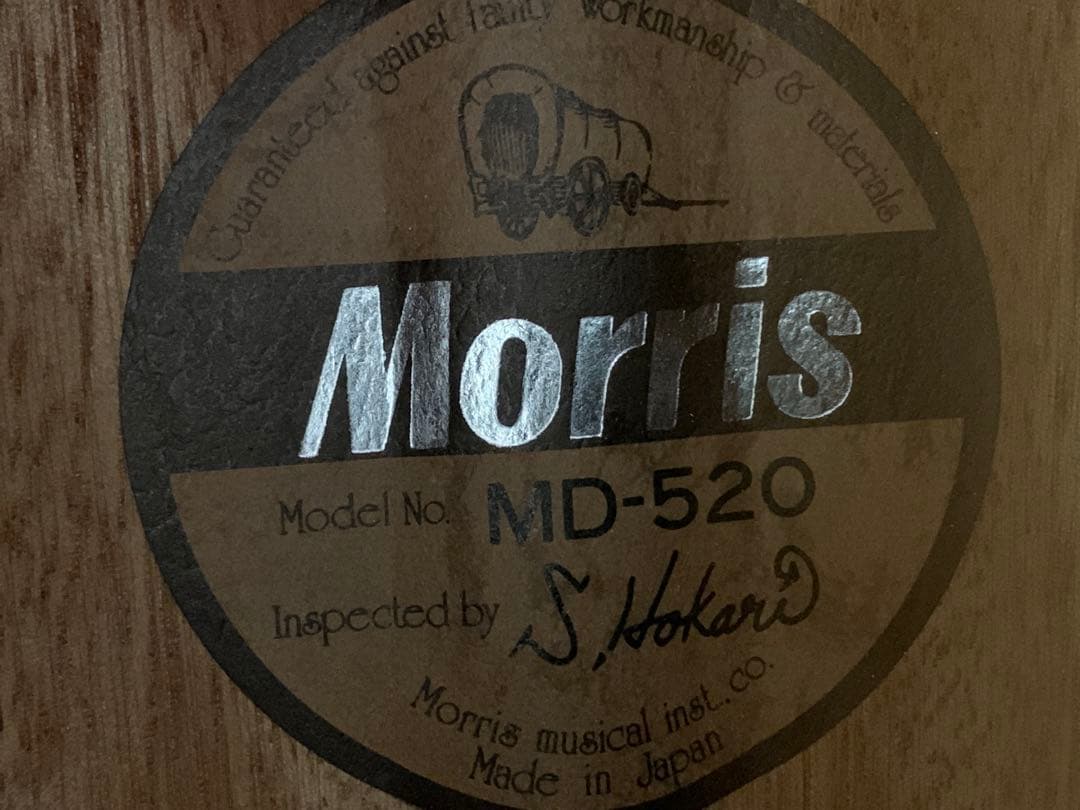 Guaranteed against faulty workmanship & materials
Morris
Model No. MD-520
Inspected by S. Hokari
Morris musical inst. co.
Made in Japan